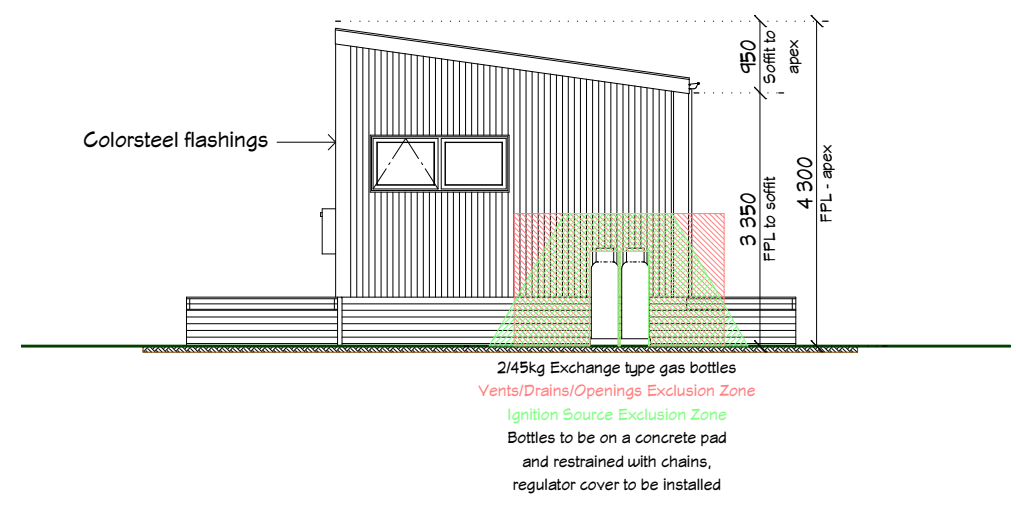 950
Soffit to
apex
Colorsteel flashings
3 350
FPL to soffit
4 300
FPL - apex
2/45kg Exchange type gas bottles
Vents/Drains/Openings Exclusion Zone
Ignition Source Exclusion Zone
Bottles to be on a concrete pad
and restrained with chains,
regulator cover to be installed